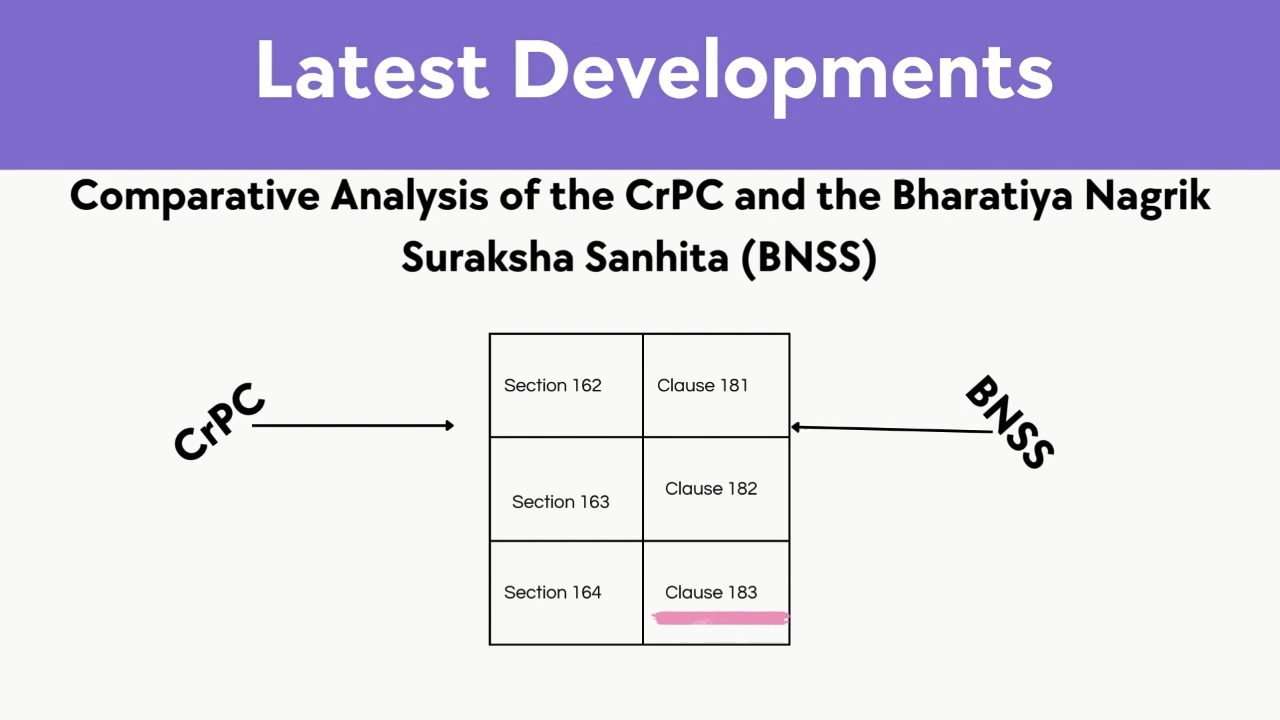 Latest Developments
Comparative Analysis of the CrPC and the Bharatiya Nagrik
Suraksha Sanhita (BNSS)
CrPC
BNSS
Section 162
Clause 181
Section 163
Clause 182
Section 164
Clause 183